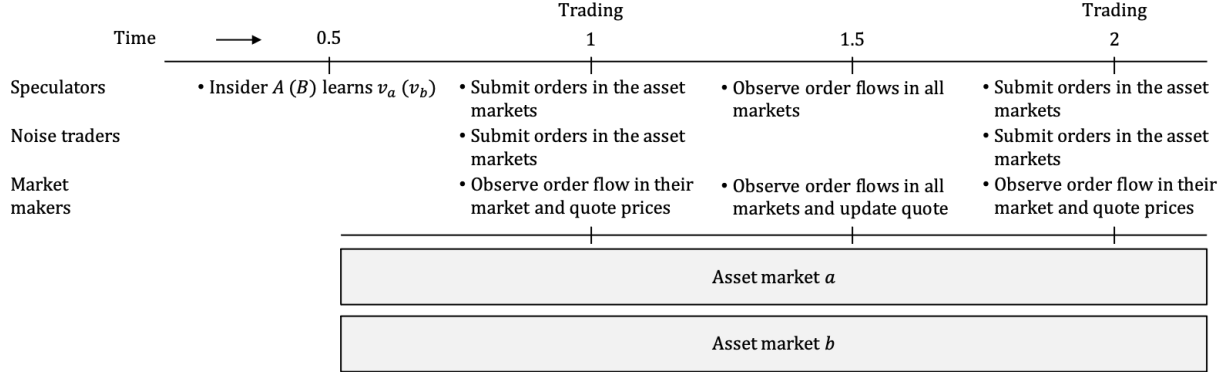 Trading Trading
Time 0.5 1 1.5 2
Speculators • Insider A (B) learns v_a (v_b) • Submit orders in the asset • Observe order flows in all • Submit orders in the asset
markets markets markets
Noise traders • Submit orders in the asset • Submit orders in the asset
markets markets
Market • Observe order flow in their • Observe order flows in all • Observe order flow in their
makers market and quote prices markets and update quote market and quote prices
Asset market a
Asset market b